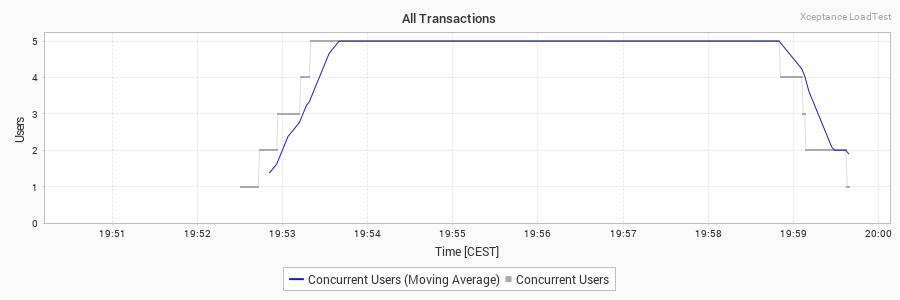 All Transactions
Xceptance LoadTest
5
4
3
2
1
0
Users
19:51 19:52 19:53 19:54 19:55 19:56 19:57 19:58 19:59 20:00
Time [CEST]
Concurrent Users (Moving Average) Concurrent Users